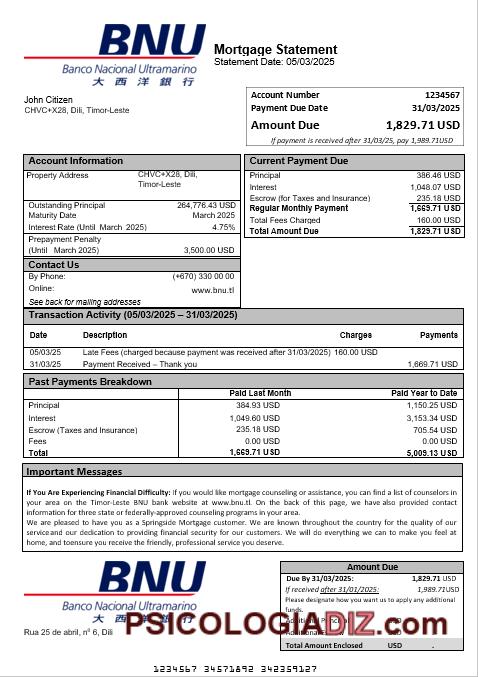 BNU
Banco Nacional Ultramarino
大西洋銀行
Mortgage Statement
Statement Date: 05/03/2025
John Citizen
CHVC+X28, Dili, Timor-Leste
Account Number 1234567
Payment Due Date 31/03/2025
Amount Due 1,829.71 USD
If payment is received after 31/03/25, pay 1,989.71USD
Account Information
Property Address CHVC+X28, Dili,
Timor-Leste
Outstanding Principal 264,776.43 USD
Maturity Date March 2025
Interest Rate (Until March 2025) 4.75%
Prepayment Penalty
(Until March 2025) 3,500.00 USD
Contact Us
By Phone: (+670) 330 00 00
Online: www.bnu.tl
See back for mailing addresses
Current Payment Due
Principal 386.46 USD
Interest 1,048.07 USD
Escrow (for Taxes and Insurance) 235.18 USD
Regular Monthly Payment 1,669.71 USD
Total Fees Charged 160.00 USD
Total Amount Due 1,829.71 USD
Transaction Activity (05/03/2025 – 31/03/2025)
Date Description Charges Payments
05/03/25 Late Fees (charged because payment was received after 31/03/2025) 160.00 USD
31/03/25 Payment Received – Thank you 1,669.71 USD
Past Payments Breakdown
Paid Last Month Paid Year to Date
Principal 384.93 USD 1,150.25 USD
Interest 1,049.60 USD 3,153.34 USD
Escrow (Taxes and Insurance) 235.18 USD 705.54 USD
Fees 0.00 USD 0.00 USD
Total 1,669.71 USD 5,009.13 USD
Important Messages
If You Are Experiencing Financial Difficulty: If you would like mortgage counseling or assistance, you can find a list of counselors in
your area on the Timor-Leste BNU bank website at www.bnu.tl. On the back of this page, we have also provided contact
information for three state or federally-approved counseling programs in your area.
We are pleased to have you as a Springside Mortgage customer. We are known throughout the country for the quality of our
serviceand our dedication to providing financial security for our customers. We will do everything we can to make you feel at
home, and toensure you receive the friendly, professional service you deserve.
BNU
Banco Nacional Ultramarino
大西洋銀行
Rua 25 de abril, nº 6, Dili
Amount Due
Due By 31/03/2025: 1,829.71 USD
If received after 31/01/2025: 1,989.71USD
Please designate how you want us to apply any additional
funds.
Additional Principal USD
Additional
Total Amount Enclosed USD .
PSICOLOGIADIZ.com
1234567 34571892 342359127